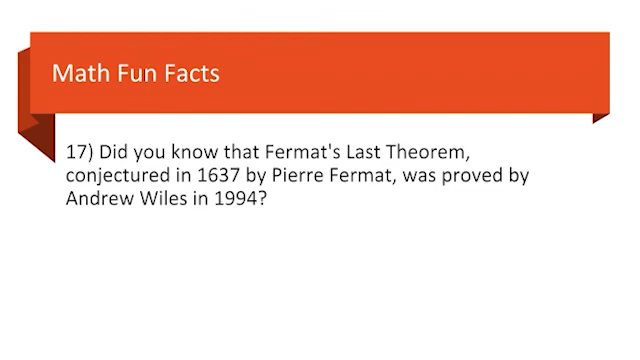 Math Fun Facts
17) Did you know that Fermat's Last Theorem,
conjectured in 1637 by Pierre Fermat, was proved by
Andrew Wiles in 1994?